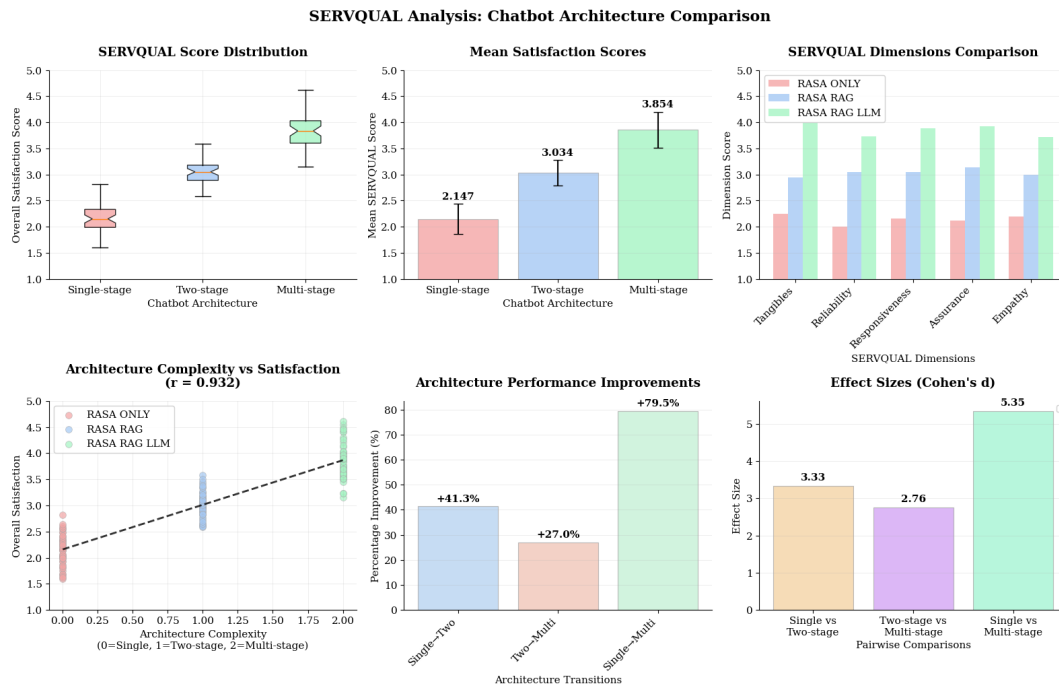 SERVQUAL Analysis: Chatbot Architecture Comparison
SERVQUAL Score Distribution
Overall Satisfaction Score
5.0
4.5
4.0
3.5
3.0
2.5
2.0
1.5
1.0
Single-stage Two-stage Multi-stage
Chatbot Architecture
Mean Satisfaction Scores
Mean SERVQUAL Score
5.0
4.5
4.0
3.5
3.0
2.5
2.0
1.5
1.0
2.147
3.034
3.854
Single-stage Two-stage Multi-stage
Chatbot Architecture
SERVQUAL Dimensions Comparison
Dimension Score
5.0
4.5
4.0
3.5
3.0
2.5
2.0
1.5
1.0
RASA ONLY
RASA RAG
RASA RAG LLM
Tangibles
Reliability
Responsiveness
Assurance
Empathy
SERVQUAL Dimensions
Architecture Complexity vs Satisfaction
(r = 0.932)
Overall Satisfaction
5.0
4.5
4.0
3.5
3.0
2.5
2.0
1.5
1.0
RASA ONLY
RASA RAG
RASA RAG LLM
0.00 0.25 0.50 0.75 1.00 1.25 1.50 1.75 2.00
Architecture Complexity
(0=Single, 1=Two-stage, 2=Multi-stage)
Architecture Performance Improvements
Percentage Improvement (%)
80
70
60
50
40
30
20
10
0
+41.3%
+27.0%
+79.5%
Single→Two
Two→Multi
Single→Multi
Architecture Transitions
Effect Sizes (Cohen's d)
Effect Size
5
4
3
2
1
0
3.33
2.76
5.35
Single vs
Two-stage
Two-stage vs
Multi-stage
Single vs
Multi-stage
Pairwise Comparisons